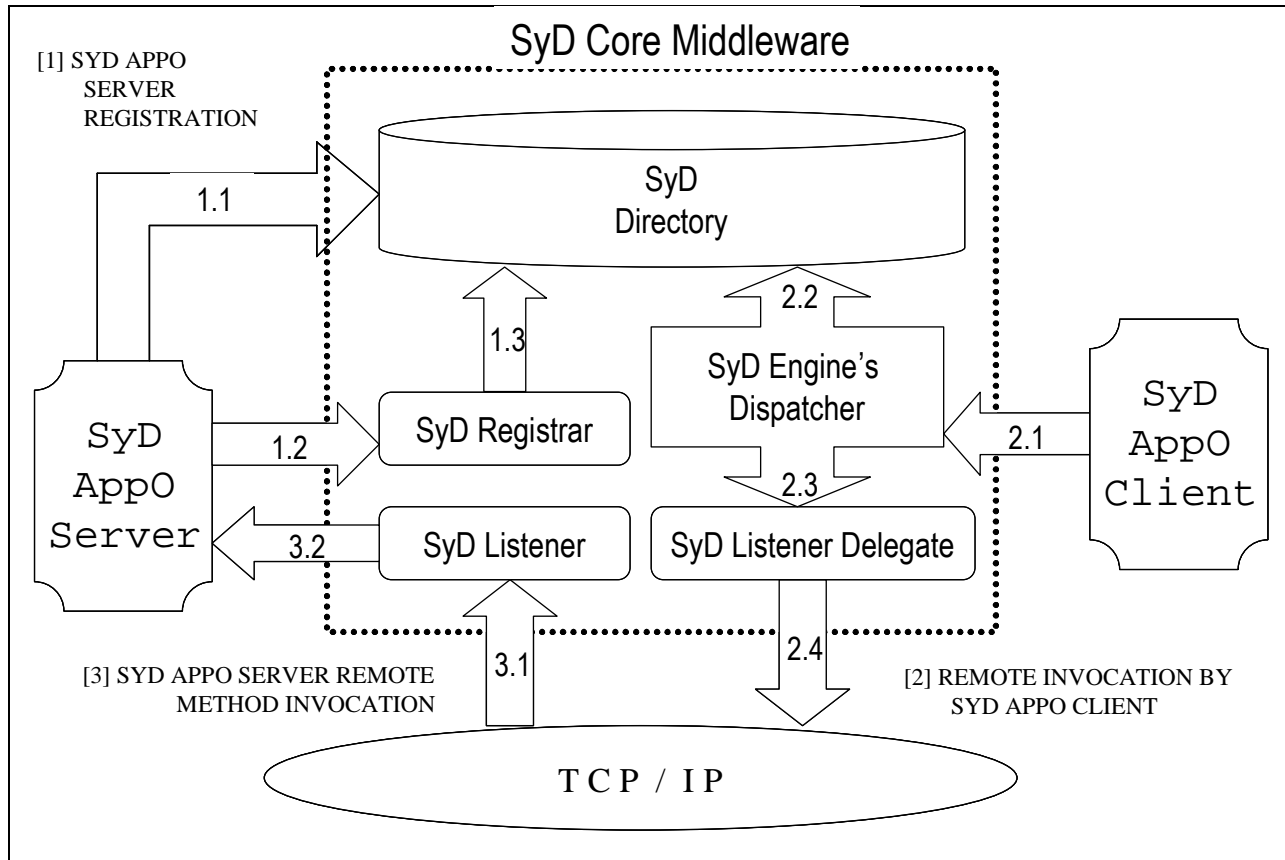 SyD Core Middleware
[1] SYD APPO
SERVER
REGISTRATION
SyD
Directory
1.1
2.2
1.3
SyD Engine’s
Dispatcher
SyD
AppO
Client
SyD
AppO
Server
1.2
SyD Registrar
2.1
2.3
3.2
SyD Listener
SyD Listener Delegate
3.1
2.4
[3] SYD APPO SERVER REMOTE
METHOD INVOCATION
[2] REMOTE INVOCATION BY
SYD APPO CLIENT
TCP / IP